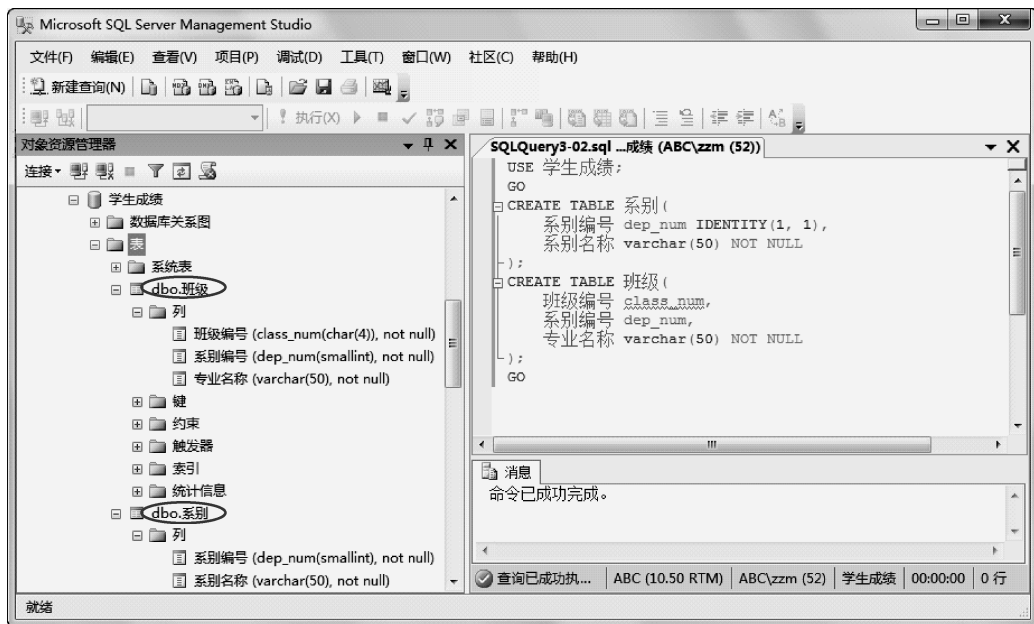 Microsoft SQL Server Management Studio
文件(F) 编辑(E) 查看(V) 项目(P) 调试(D) 工具(T) 窗口(W) 社区(C) 帮助(H)
新建查询(N)
执行(X)
对象资源管理器
连接
学生成绩
数据库关系图
表
系统表
dbo.班级
列
班级编号 (class_num(char(4)), not null)
系别编号 (dep_num(smallint), not null)
专业名称 (varchar(50), not null)
键
约束
触发器
索引
统计信息
dbo.系别
列
系别编号 (dep_num(smallint), not null)
系别名称 (varchar(50), not null)
SQLQuery3-02.sql ...成绩 (ABC\zzm (52))
USE 学生成绩;
GO
CREATE TABLE 系别(
系别编号 dep_num IDENTITY(1, 1),
系别名称 varchar(50) NOT NULL
);
CREATE TABLE 班级(
班级编号 class_num,
系别编号 dep_num,
专业名称 varchar(50) NOT NULL
);
GO
消息
命令已成功完成。
查询已成功执... ABC (10.50 RTM) ABC\zzm (52) 学生成绩 00:00:00 0 行
就绪